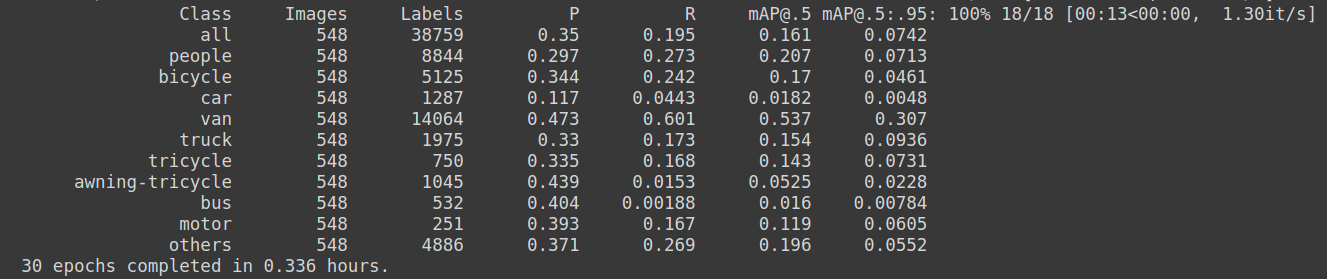 Class Images Labels P R mAP@.5 mAP@.5:.95: 100% 18/18 [00:13<00:00, 1.30it/s]
all 548 38759 0.35 0.195 0.161 0.0742
people 548 8844 0.297 0.273 0.207 0.0713
bicycle 548 5125 0.344 0.242 0.17 0.0461
car 548 1287 0.117 0.0443 0.0182 0.0048
van 548 14064 0.473 0.601 0.537 0.307
truck 548 1975 0.33 0.173 0.154 0.0936
tricycle 548 750 0.335 0.168 0.143 0.0731
awning-tricycle 548 1045 0.439 0.0153 0.0525 0.0228
bus 548 532 0.404 0.00188 0.016 0.00784
motor 548 251 0.393 0.167 0.119 0.0605
others 548 4886 0.371 0.269 0.196 0.0552
30 epochs completed in 0.336 hours.